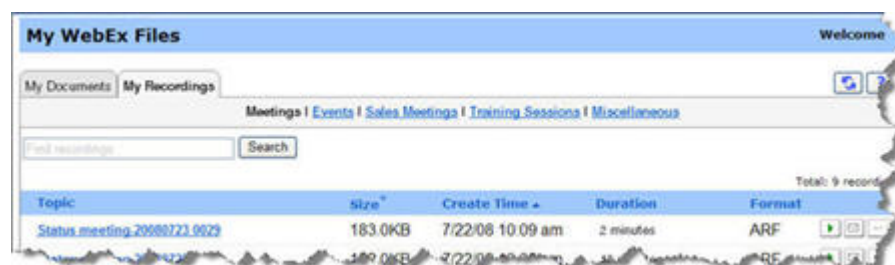 My WebEx Files Welcome
My Documents My Recordings ?
Meetings | Events | Sales Meetings | Training Sessions | Miscellaneous
Find recordings Search
Total: 9 record
Topic Size* Create Time Duration Format
Status meeting-20080723 0029 183.0KB 7/22/08 10:09 am 2 minutes ARF